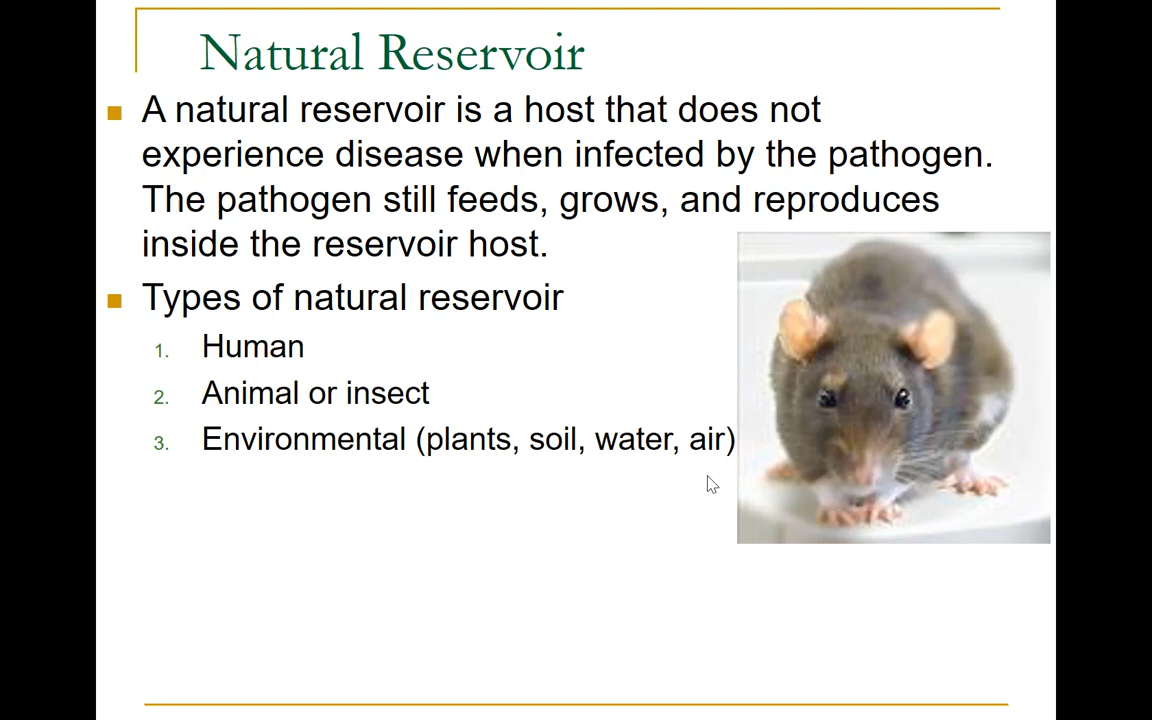 Natural Reservoir
A natural reservoir is a host that does not
experience disease when infected by the pathogen.
The pathogen still feeds, grows, and reproduces
inside the reservoir host.
Types of natural reservoir
1. Human
2. Animal or insect
3. Environmental (plants, soil, water, air)